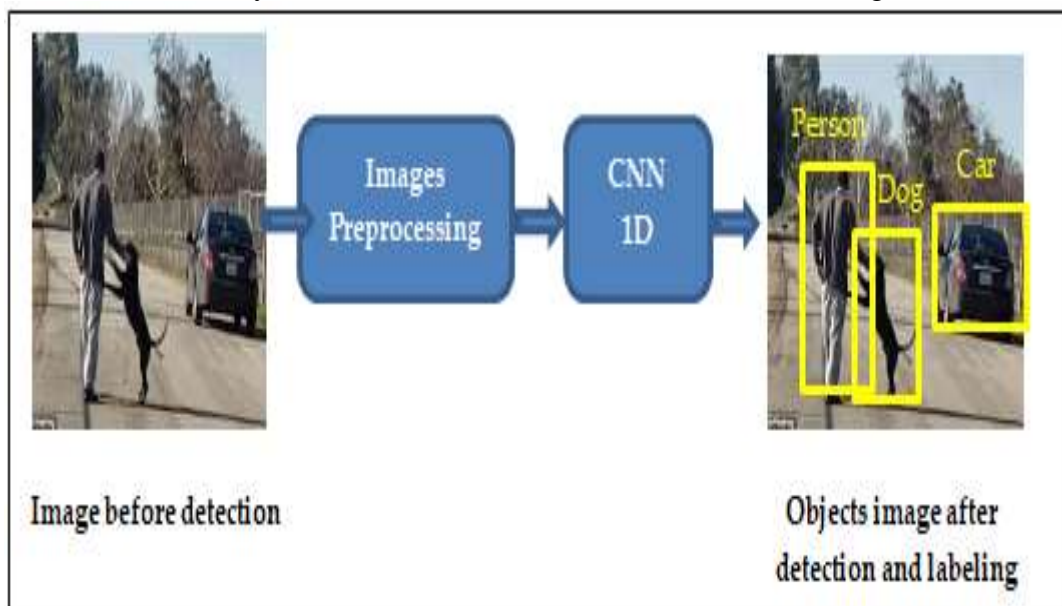 Images
Preprocessing
CNN
1D
Person
Dog
Car
Image before detection
Objects image after
detection and labeling